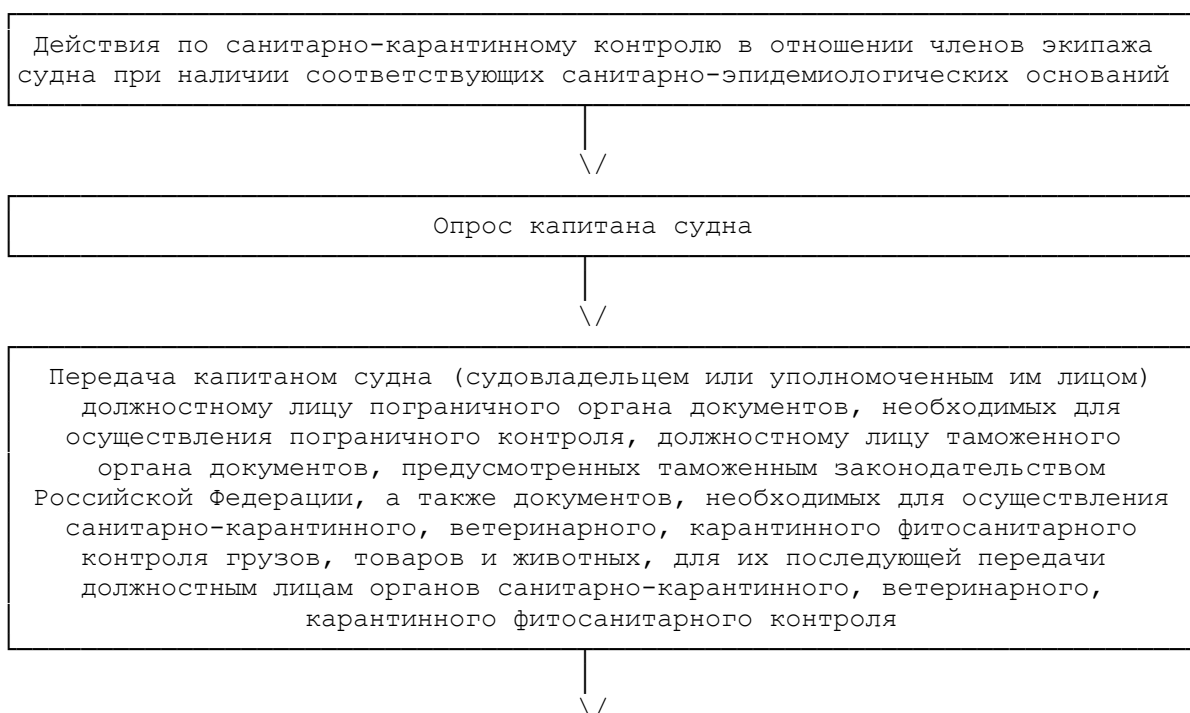 Действия по санитарно-карантинному контролю в отношении членов экипажа
судна при наличии соответствующих санитарно-эпидемиологических оснований
\/
Опрос капитана судна
\/
Передача капитаном судна (судовладельцем или уполномоченным им лицом)
должностному лицу пограничного органа документов, необходимых для
осуществления пограничного контроля, должностному лицу таможенного
органа документов, предусмотренных таможенным законодательством
Российской Федерации, а также документов, необходимых для осуществления
санитарно-карантинного, ветеринарного, карантинного фитосанитарного
контроля грузов, товаров и животных, для их последующей передачи
должностным лицам органов санитарно-карантинного, ветеринарного,
карантинного фитосанитарного контроля
\/